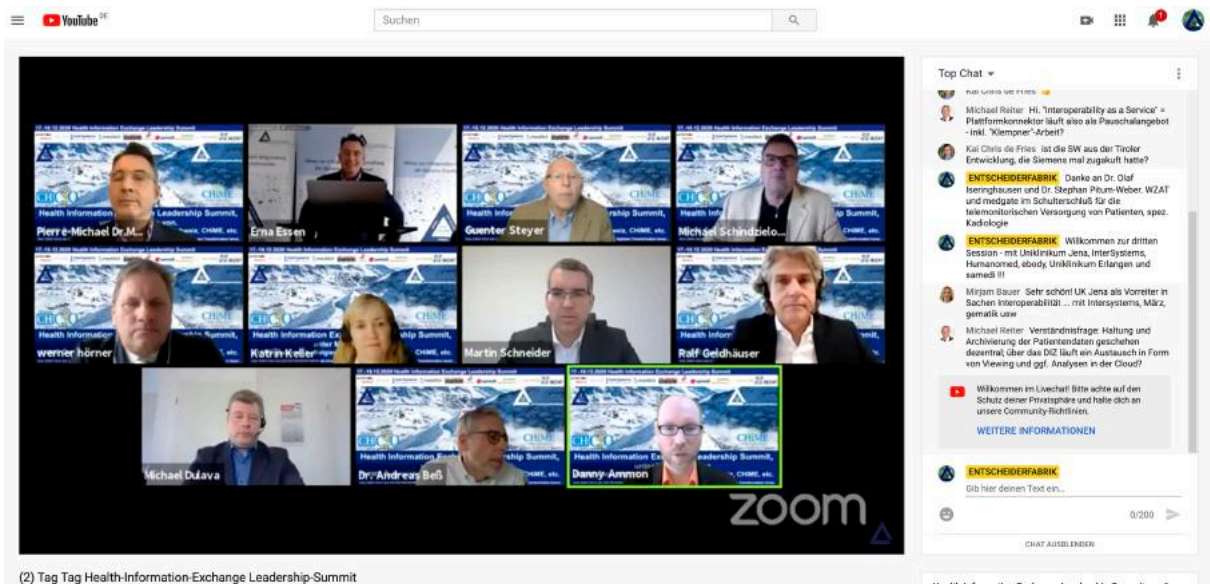 YouTube DE
Suchen
17.-18.12.2020 Health Information Exchange Leadership Summit
Health Information Leadership Summit,
Pierre-Michael Dr.M...
Erna Essen
Guenter Steyer
Michael Schindzielo...
werner hörner
Katrin Keller
Martin Schneider
Ralf Geldhäuser
Michael Dulava
Dr. Andreas Beß
Danny Ammon
CHiME
zoom
(2) Tag Tag Health-Information-Exchange Leadership-Summit
Top Chat
Kai Chris de Fries
Michael Reiter Hi. "Interoperability as a Service" =
Plattformkonnektor läuft also als Pauschalangebot
- inkl. "Klempner"-Arbeit?
Kai Chris de Fries ist die SW aus der Tiroler
Entwicklung, die Siemens mal zugekauft hatte?
ENTSCHEIDERFABRIK Danke an Dr. Olaf
Iseringhausen und Dr. Stephan Pitum-Weber. WZAT
und medgate im Schulterschluß für die
telemonitorischen Versorgung von Patienten, spez.
Kadiologie
ENTSCHEIDERFABRIK Willkommen zur dritten
Session - mit Uniklinikum Jena, InterSystems,
Humanomed, ebody, Uniklinikum Erlangen und
samedi !!!
Mirjam Bauer Sehr schön! UK Jena als Vorreiter in
Sachen Interoperabilität ... mit Intersystems, März,
gematik usw
Michael Reiter Verständnisfrage: Haltung und
Archivierung der Patientendaten geschehen
dezentral; über das DIZ läuft ein Austausch in Form
von Viewing und ggf. Analysen in der Cloud?
Willkommen im Livechat! Bitte achte auf den
Schutz deiner Privatsphäre und halte dich an
unsere Community-Richtlinien.
WEITERE INFORMATIONEN
ENTSCHEIDERFABRIK
Gib hier deinen Text ein...
0/200
CHAT AUSBLENDEN